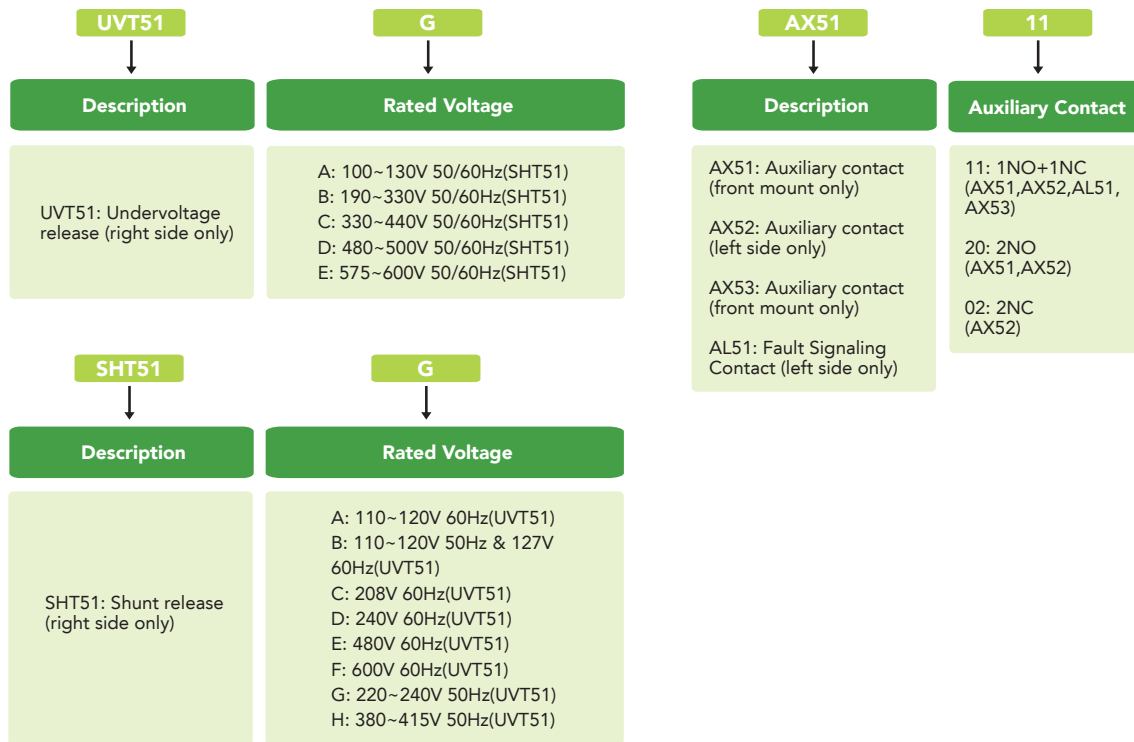 UVT51
G
Description
Rated Voltage
UVT51: Undervoltage
release (right side only)
A: 100~130V 50/60Hz(SHT51)
B: 190~330V 50/60Hz(SHT51)
C: 330~440V 50/60Hz(SHT51)
D: 480~500V 50/60Hz(SHT51)
E: 575~600V 50/60Hz(SHT51)
SHT51
G
Description
Rated Voltage
SHT51: Shunt release
(right side only)
A: 110~120V 60Hz(UVT51)
B: 110~120V 50Hz & 127V
60Hz(UVT51)
C: 208V 60Hz(UVT51)
D: 240V 60Hz(UVT51)
E: 480V 60Hz(UVT51)
F: 600V 60Hz(UVT51)
G: 220~240V 50Hz(UVT51)
H: 380~415V 50Hz(UVT51)
AX51
11
Description
Auxiliary Contact
AX51: Auxiliary contact
(front mount only)
AX52: Auxiliary contact
(left side only)
AX53: Auxiliary contact
(front mount only)
AL51: Fault Signaling
Contact (left side only)
11: 1NO+1NC
(AX51,AX52,AL51,
AX53)
20: 2NO
(AX51,AX52)
02: 2NC
(AX52)